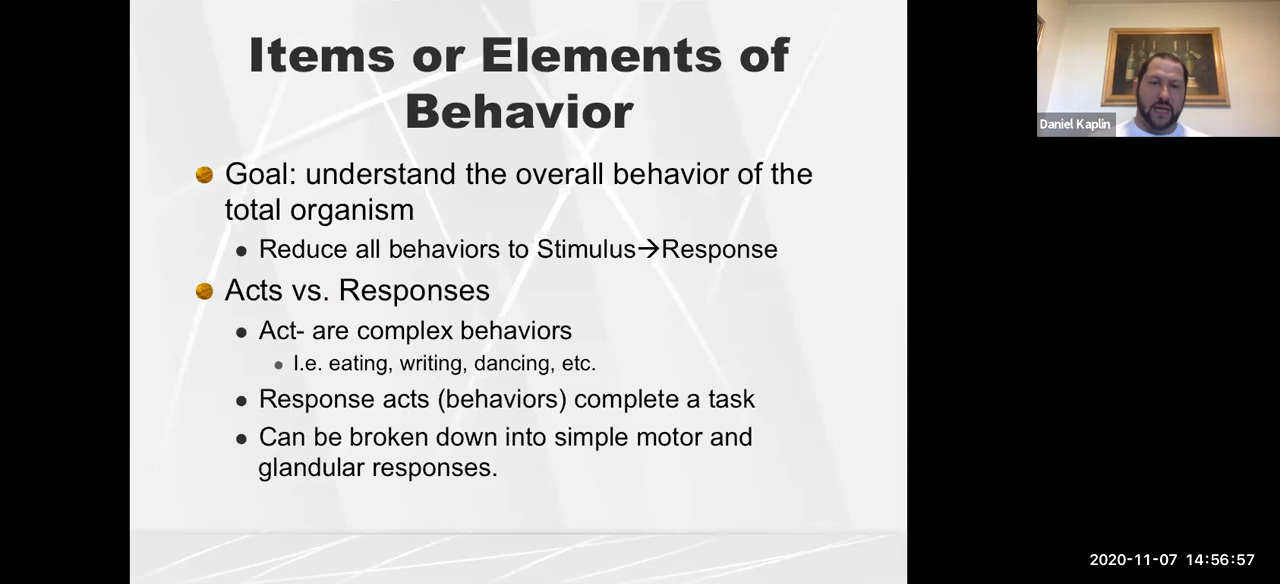 Items or Elements of
Behavior
Goal: understand the overall behavior of the
total organism
Reduce all behaviors to Stimulus→Response
Acts vs. Responses
Act- are complex behaviors
I.e. eating, writing, dancing, etc.
Response acts (behaviors) complete a task
Can be broken down into simple motor and
glandular responses.
Daniel Kaplin
2020-11-07 14:56:57